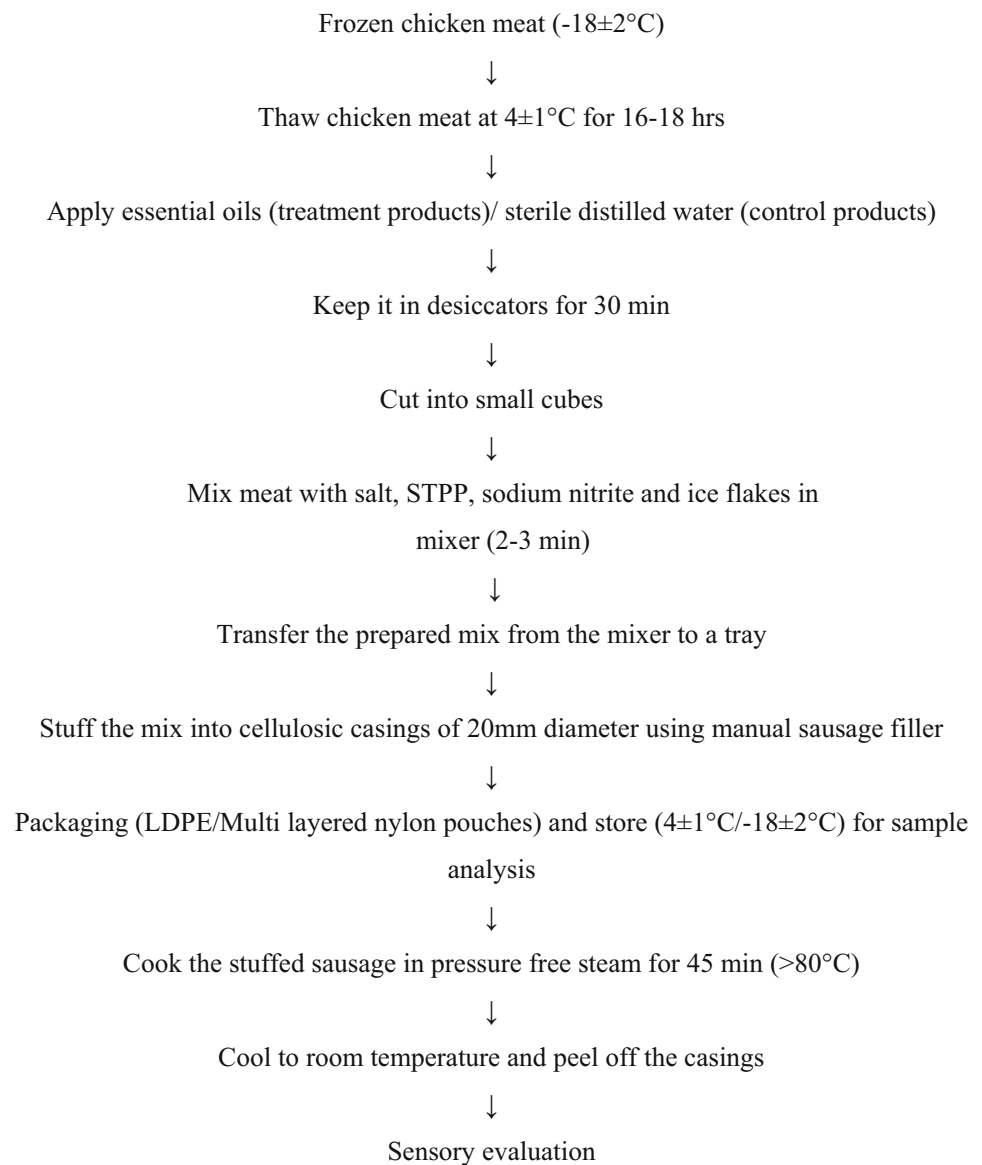 Frozen chicken meat (-18±2°C)
↓
Thaw chicken meat at 4±1°C for 16-18 hrs
↓
Apply essential oils (treatment products)/ sterile distilled water (control products)
↓
Keep it in desiccators for 30 min
↓
Cut into small cubes
↓
Mix meat with salt, STPP, sodium nitrite and ice flakes in
mixer (2-3 min)
↓
Transfer the prepared mix from the mixer to a tray
↓
Stuff the mix into cellulosic casings of 20mm diameter using manual sausage filler
↓
Packaging (LDPE/Multi layered nylon pouches) and store (4±1°C/-18±2°C) for sample
analysis
↓
Cook the stuffed sausage in pressure free steam for 45 min (>80°C)
↓
Cool to room temperature and peel off the casings
↓
Sensory evaluation